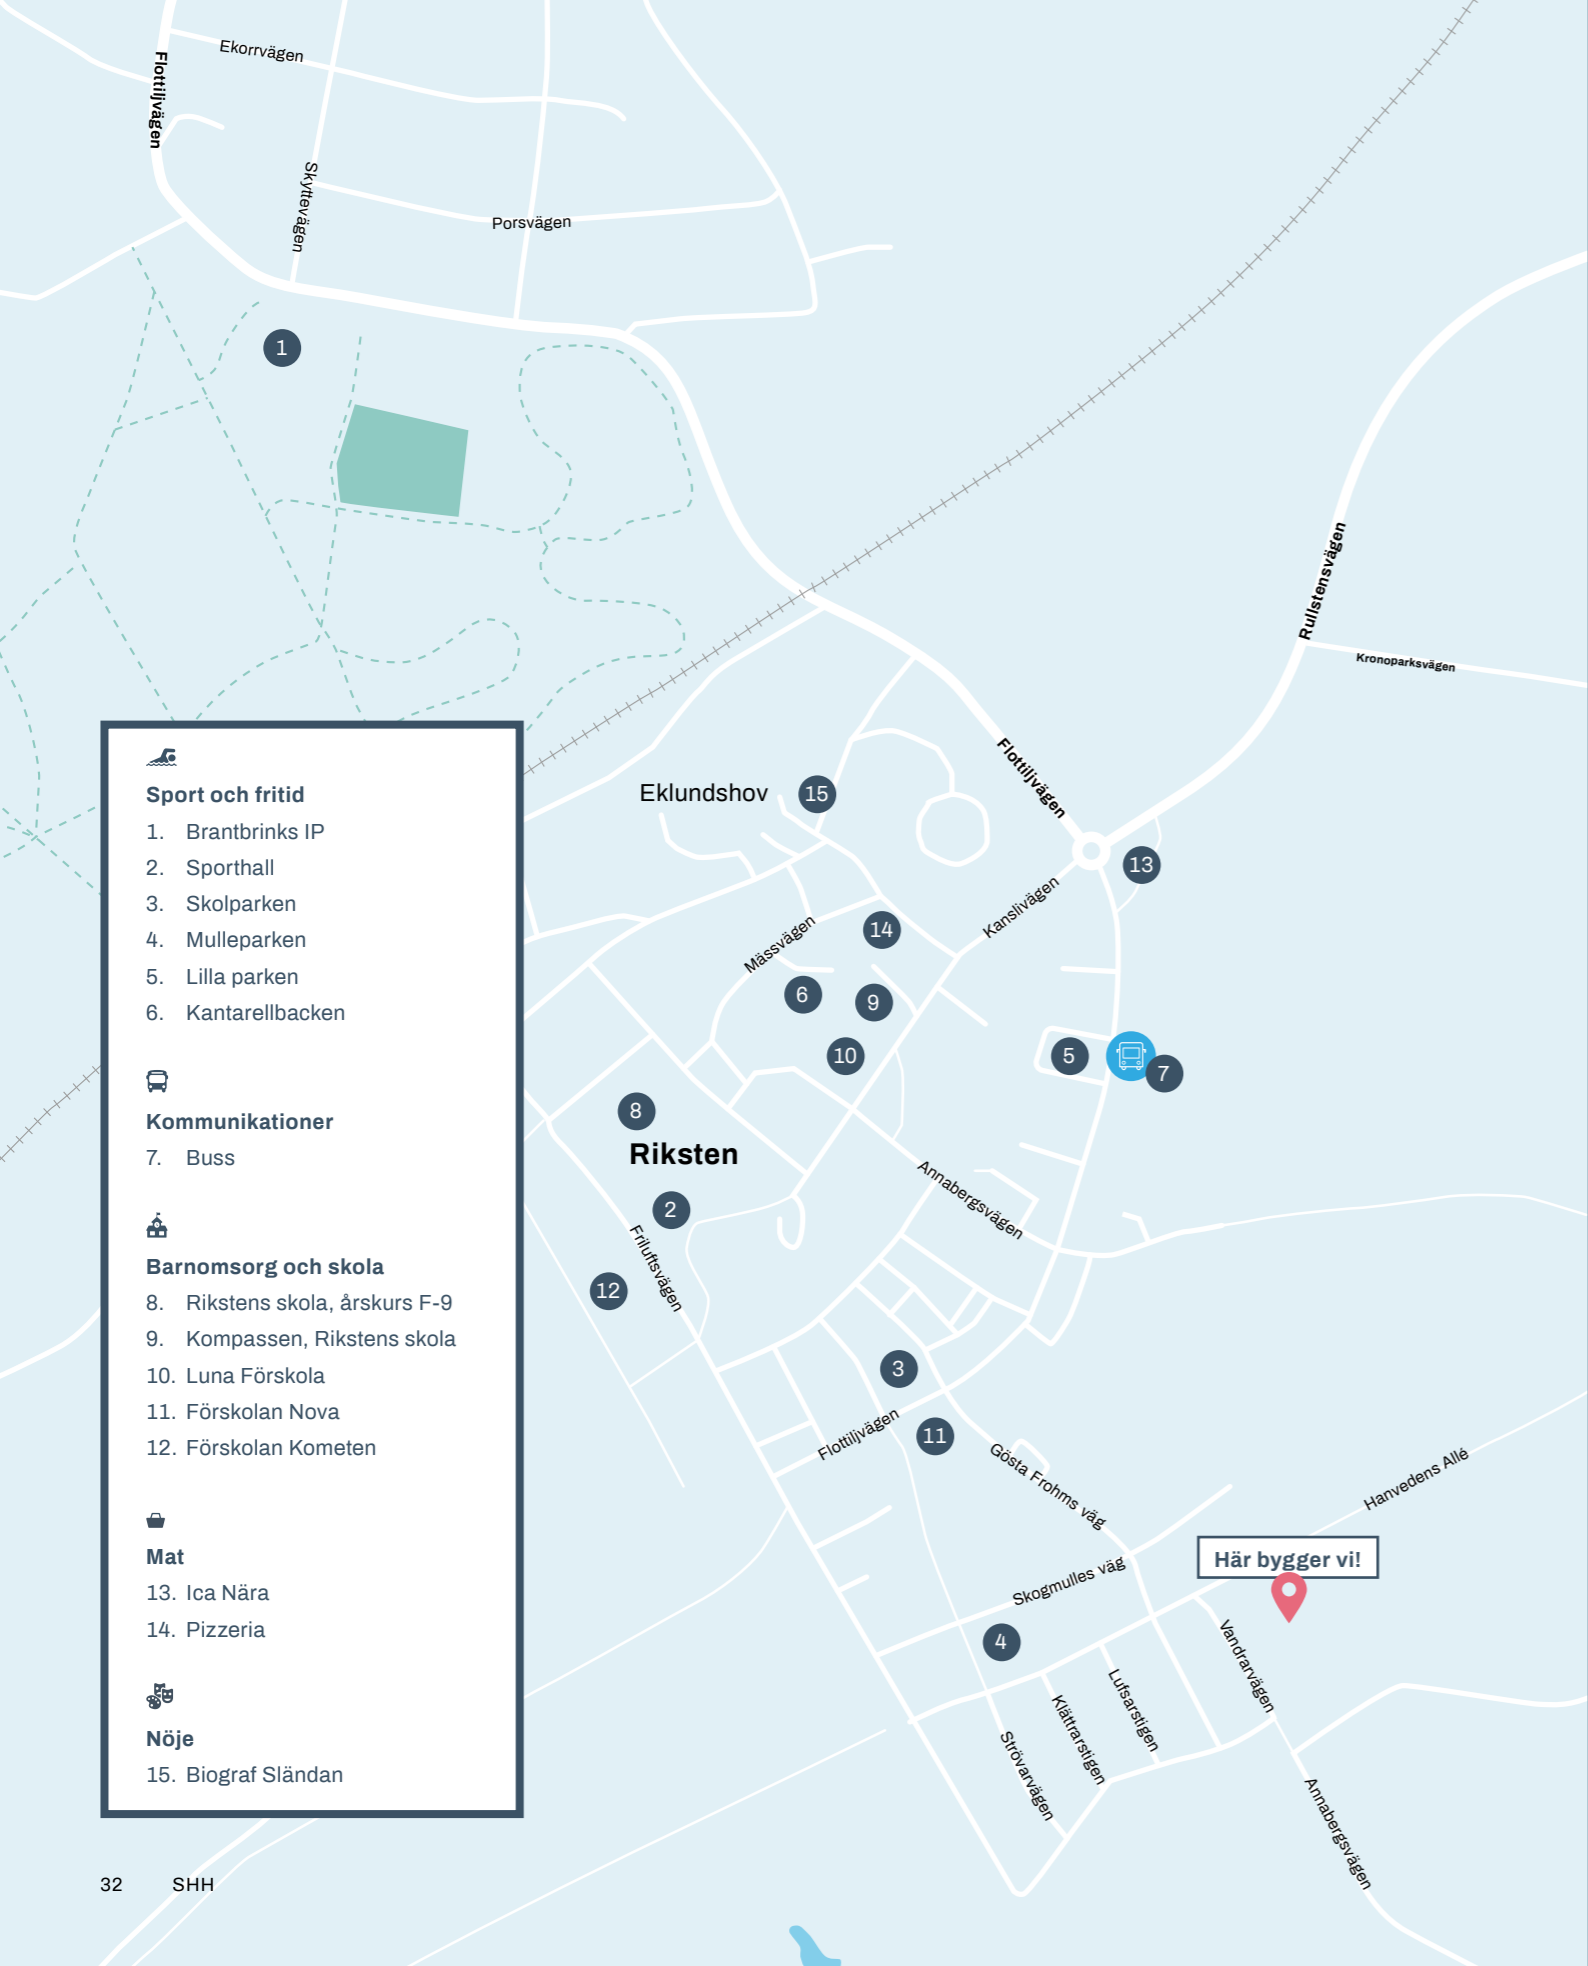 Ekorrvägen
Flottiljvägen
Skyttevägen
Porsvägen
1
Rullstensvägen
Kronoparksvägen
Flottiljvägen
Eklundshov
15
13
Kanslivägen
14
Mässvägen
6
9
10
5
7
8
Riksten
Annabergsvägen
2
Friluftsvägen
12
3
Flottiljvägen
11
Gösta Frohms väg
Hanvedens Allé
Här bygger vi!
Skogmulles väg
4
Vandrarvägen
Lufsarstigen
Klättrarstigen
Strövarvägen
Annabergsvägen
Sport och fritid
1. Brantbrinks IP
2. Sporthall
3. Skolparken
4. Mulleparken
5. Lilla parken
6. Kantarellbacken
Kommunikationer
7. Buss
Barnomsorg och skola
8. Rikstens skola, årskurs F-9
9. Kompassen, Rikstens skola
10. Luna Förskola
11. Förskolan Nova
12. Förskolan Kometen
Mat
13. Ica Nära
14. Pizzeria
Nöje
15. Biograf Sländan
32 SHH